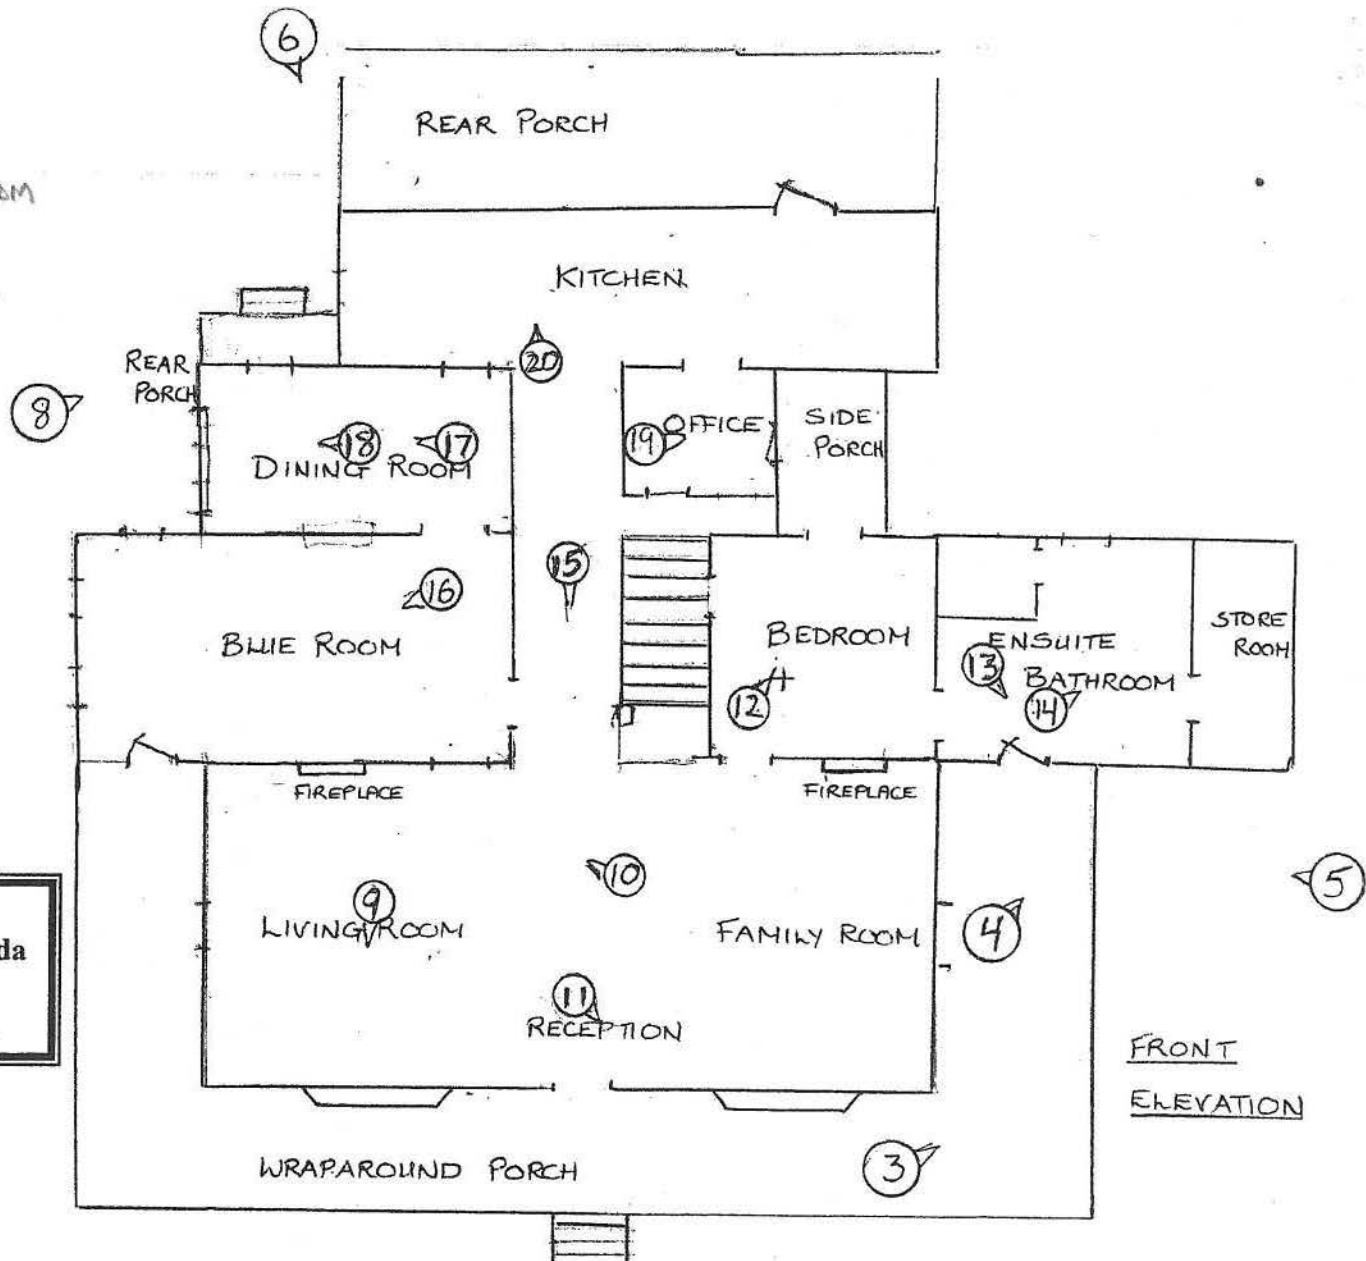 6
REAR PORCH
KITCHEN
20
REAR
PORCH
8
18
17
DINING ROOM
19
OFFICE
SIDE
PORCH
15
16
BLUE ROOM
BEDROOM
12
ENSUITE
13
BATHROOM
14
STORE
ROOM
FIREPLACE
FIREPLACE
10
5
9
LIVING ROOM
FAMILY ROOM
4
da
11
RECEPTION
FRONT
ELEVATION
3
WRAPAROUND PORCH